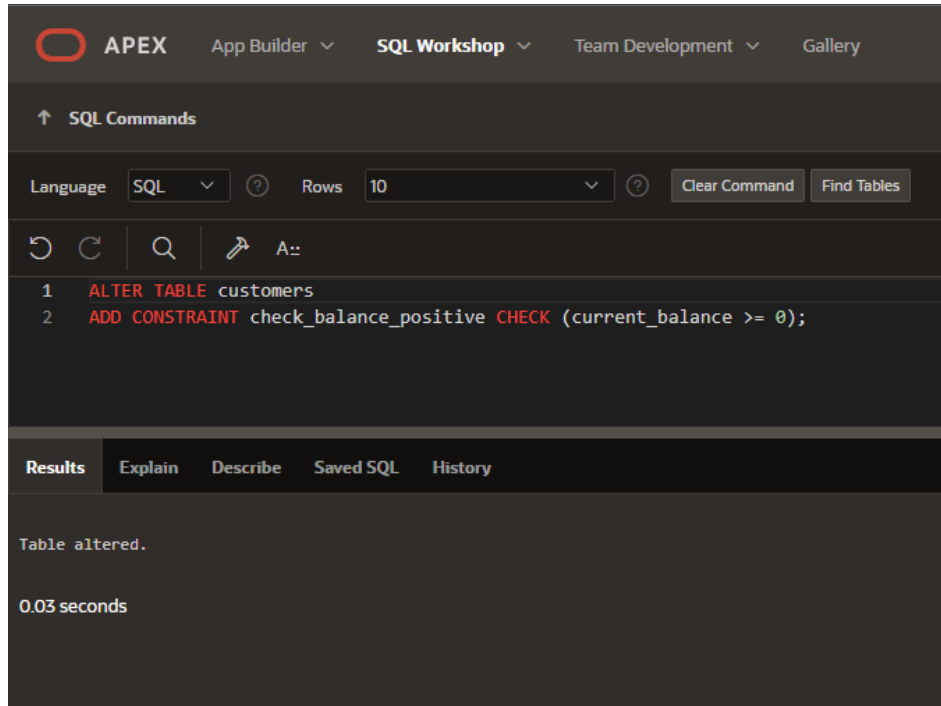 APEX App Builder SQL Workshop Team Development Gallery
SQL Commands
Language SQL Rows 10 Clear Command Find Tables
A::
1 ALTER TABLE customers
2 ADD CONSTRAINT check_balance_positive CHECK (current_balance >= 0);
Results Explain Describe Saved SQL History
Table altered.
0.03 seconds